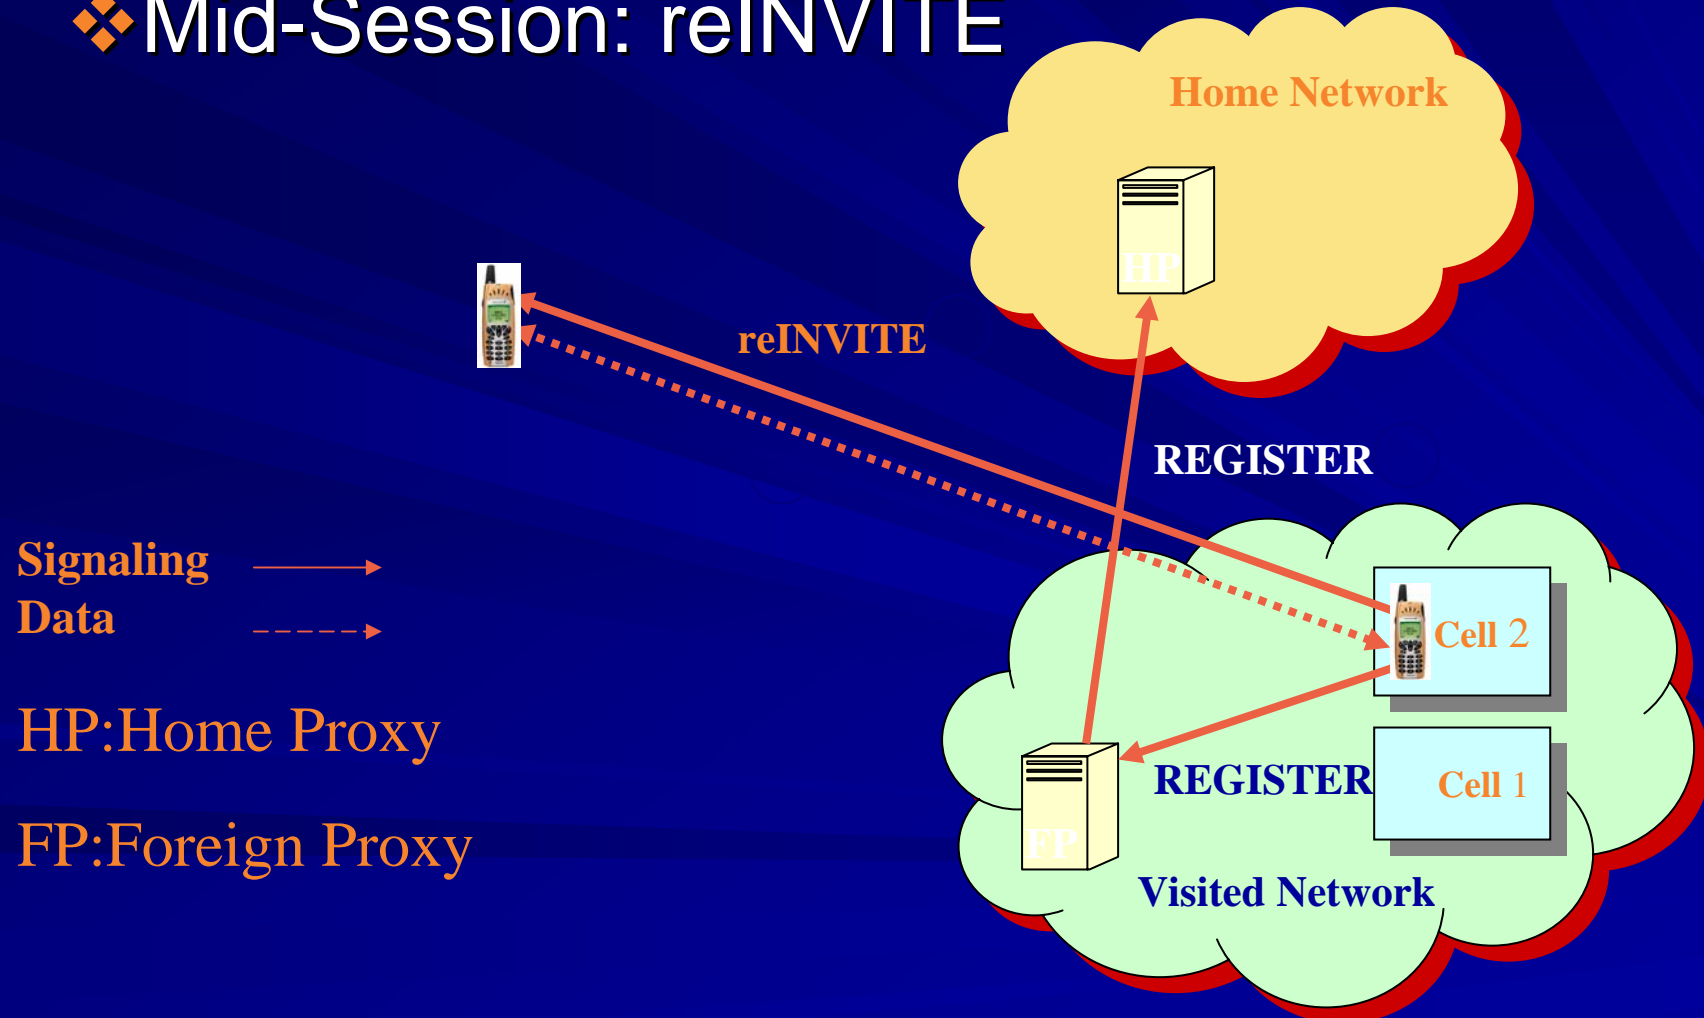 Mid-Session: reINVITE
Home Network
HP
reINVITE
REGISTER
Signaling
Data
Cell 2
HP:Home Proxy
REGISTER
Cell 1
FP:Foreign Proxy
FP
Visited Network